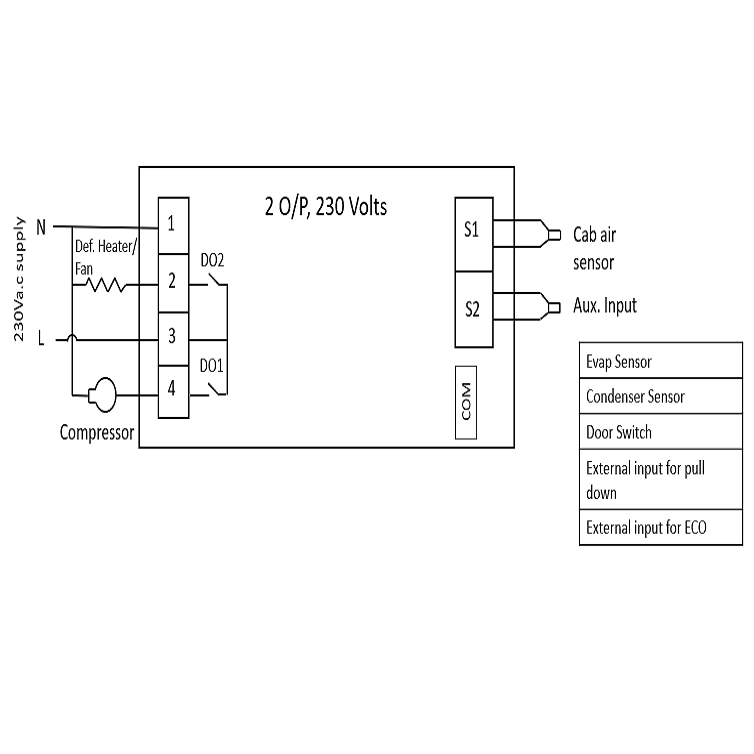 2 O/P, 230 Volts
230Va.c supply
N
L
Def. Heater/
Fan
Compressor
1
2
3
4
DO2
DO1
S1
S2
COM
Cab air
sensor
Aux. Input
Evap Sensor
Condenser Sensor
Door Switch
External input for pull
down
External input for ECO